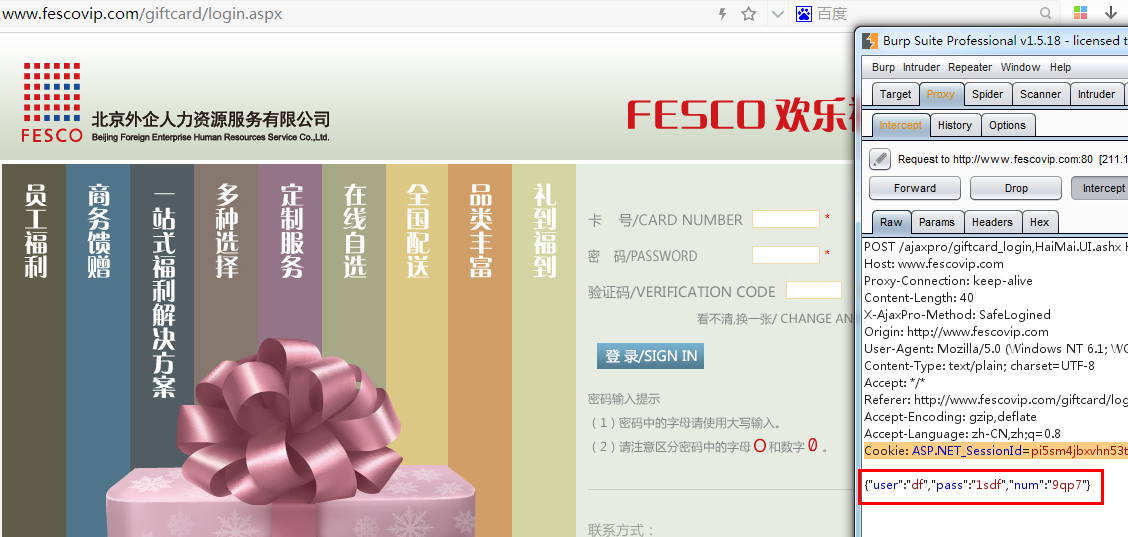 www.fescovip.com/giftcard/login.aspx
百度
FESCO
北京外企人力资源服务有限公司
Beijing Foreign Enterprise Human Resources Service Co.,Ltd.
FESCO 欢乐
员工福利
商务馈赠
一站式福利解决方案
多种选择
定制服务
在线自选
全国配送
品类丰富
礼到福到
卡 号/CARD NUMBER *
密 码/PASSWORD *
验证码/VERIFICATION CODE
看不清,换一张/ CHANGE AN
登 录/SIGN IN
密码输入提示
（1）密码中的字母请使用大写输入。
（2）请注意区分密码中的字母 O 和数字 0 。
联系方式：
Burp Suite Professional v1.5.18 - licensed t
Burp Intruder Repeater Window Help
Target Proxy Spider Scanner Intruder
Intercept History Options
Request to http://www.fescovip.com:80 [211.1
Forward Drop Intercept
Raw Params Headers Hex
POST /ajaxpro/giftcard_login,HaiMai.UI.ashx H
Host: www.fescovip.com
Proxy-Connection: keep-alive
Content-Length: 40
X-AjaxPro-Method: SafeLogined
Origin: http://www.fescovip.com
User-Agent: Mozilla/5.0 (Windows NT 6.1; WO
Content-Type: text/plain; charset=UTF-8
Accept: */*
Referer: http://www.fescovip.com/giftcard/log
Accept-Encoding: gzip,deflate
Accept-Language: zh-CN,zh;q=0.8
Cookie: ASP.NET_SessionId=pi5sm4jbxvhn53t
{"user":"df","pass":"1sdf","num":"9qp7"}